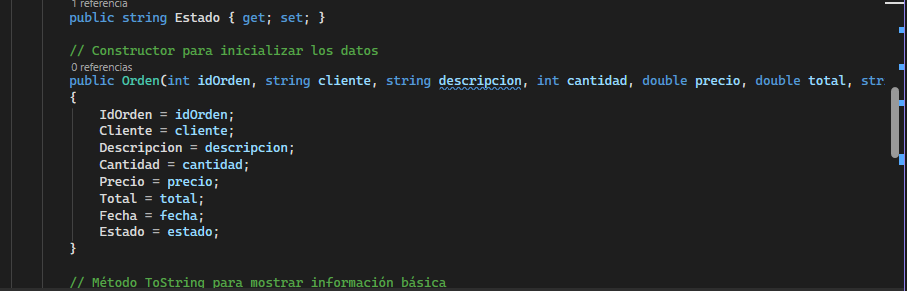 1 referencia
public string Estado { get; set; }
// Constructor para inicializar los datos
0 referencias
public Orden(int idOrden, string cliente, string descripcion, int cantidad, double precio, double total, str
{
IdOrden = idOrden;
Cliente = cliente;
Descripcion = descripcion;
Cantidad = cantidad;
Precio = precio;
Total = total;
Fecha = fecha;
Estado = estado;
}
// Método ToString para mostrar información básica